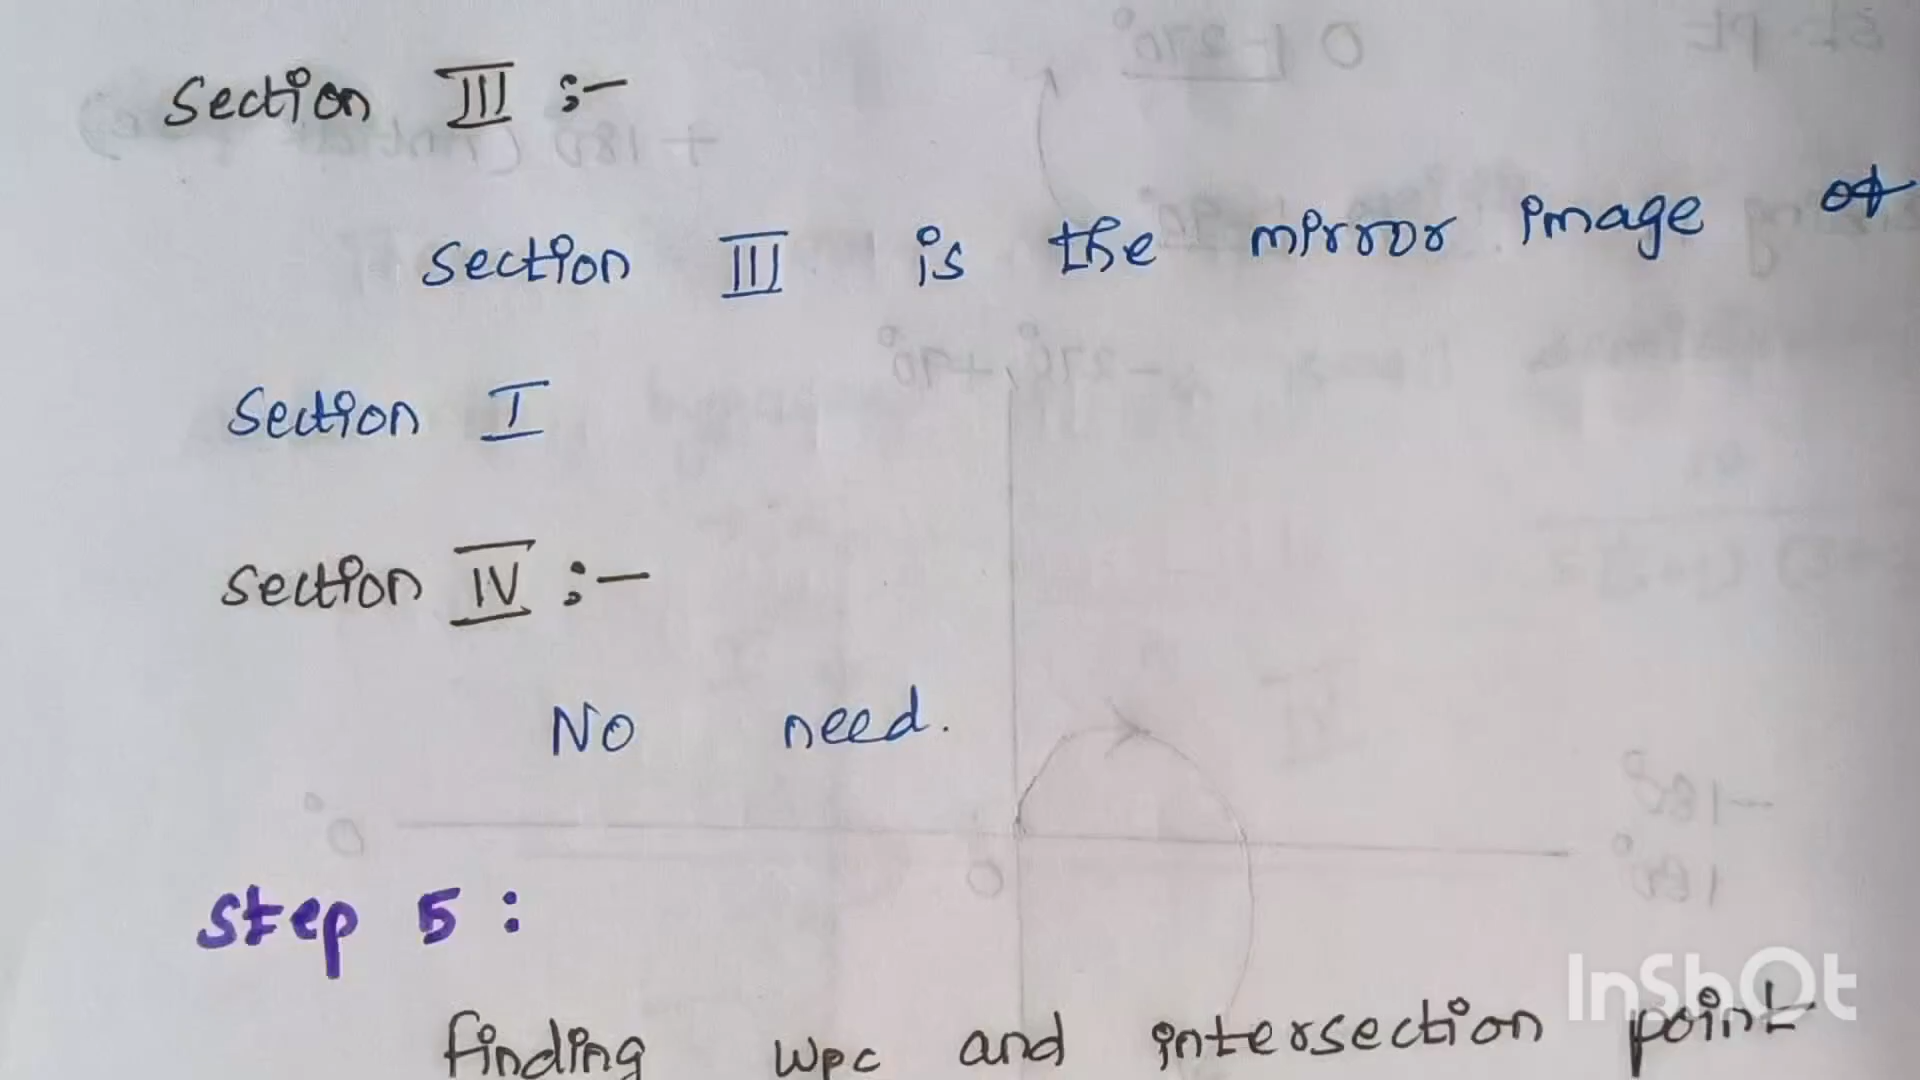 Section III :-
Section III is the mirror image of
Section I
Section IV :-
No need.
Step 5 :
finding wpc and intersection point
InShOt